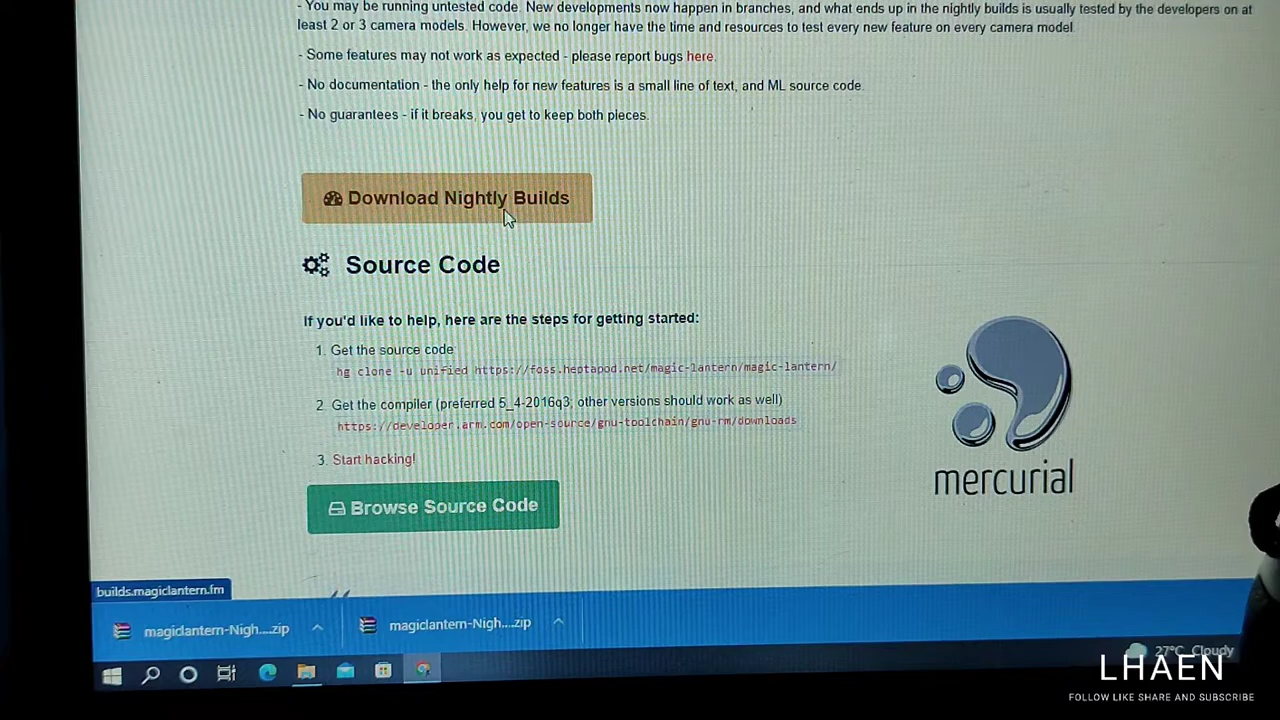 - You may be running untested code. New developments now happen in branches, and what ends up in the nightly builds is usually tested by the developers on at
least 2 or 3 camera models. However, we no longer have the time and resources to test every new feature on every camera model
- Some features may not work as expected - please report bugs here.
- No documentation - the only help for new features is a small line of text, and ML source code.
- No guarantees - if it breaks, you get to keep both pieces.
Download Nightly Builds
Source Code
If you'd like to help, here are the steps for getting started:
1. Get the source code
hg clone -u unified https://foss.heptapod.net/magic-lantern/magic-lantern/
2. Get the compiler (preferred 5_4-2016q3; other versions should work as well)
https://developer.arm.com/open-source/gnu-toolchain/gnu-rm/downloads
3. Start hacking!
mercurial
Browse Source Code
builds.magiclantern.fm
magiclantern-Nigh....zip
magiclantern-Nigh....zip
27°C Cloudy
LHAEN
FOLLOW LIKE SHARE AND SUBSCRIBE